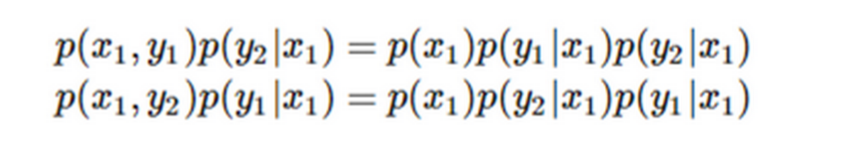 p(x₁, y₁)p(y₂|x₁) = p(x₁)p(y₁|x₁)p(y₂|x₁)
p(x₁, y₂)p(y₁|x₁) = p(x₁)p(y₂|x₁)p(y₁|x₁)